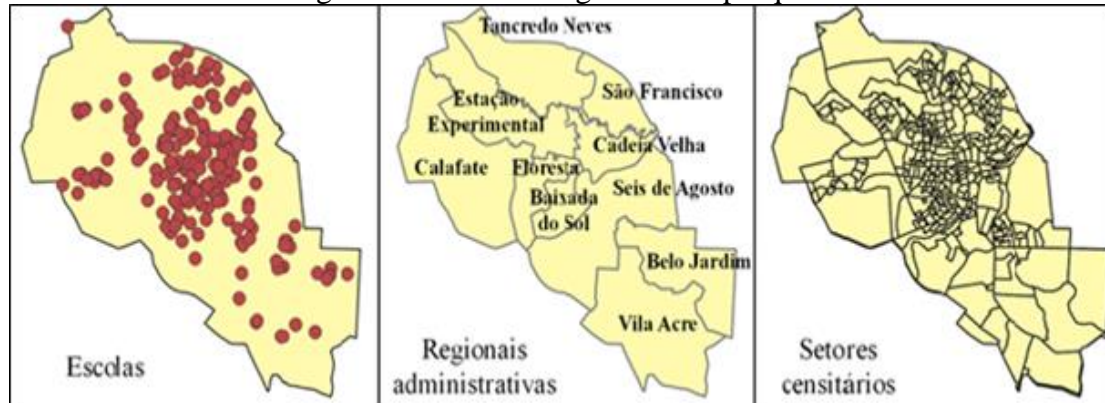 Tancredo Neves
São Francisco
Estação
Experimental
Cadeia Velha
Calafate
Floresta
Seis de Agosto
Baixada
do Sol
Belo Jardim
Vila Acre
Escolas
Regionais
administrativas
Setores
censitários